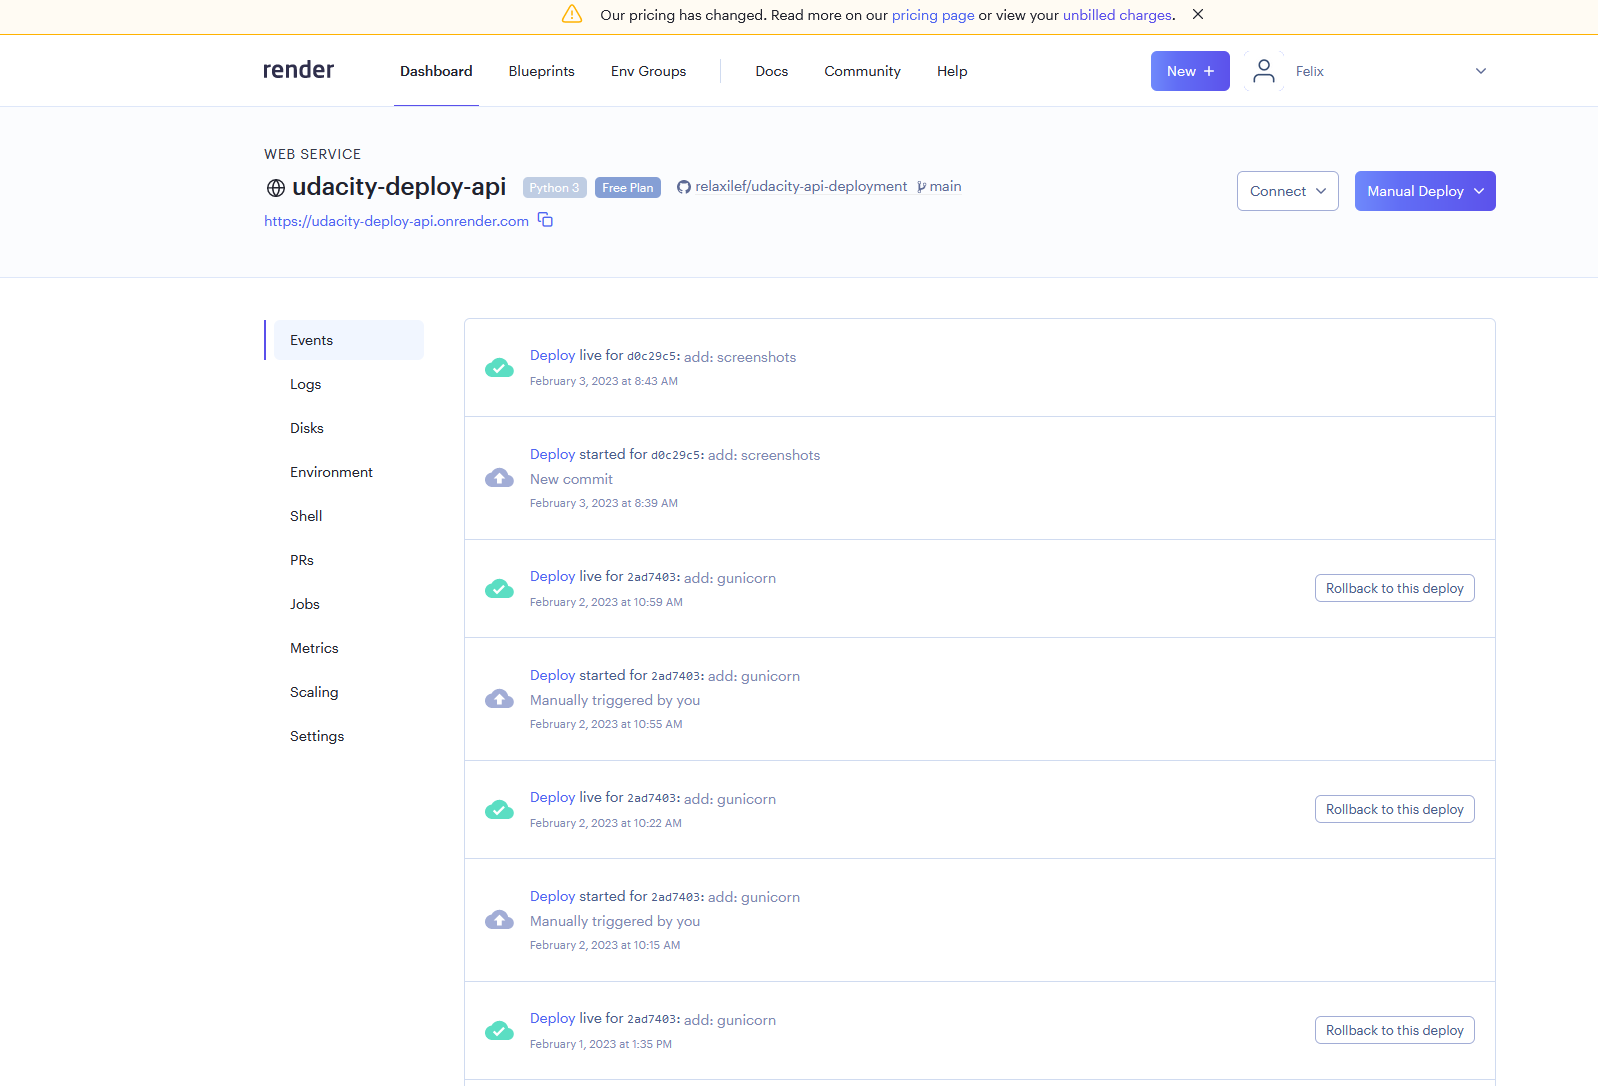 Our pricing has changed. Read more on our pricing page or view your unbilled charges.
render Dashboard Blueprints Env Groups Docs Community Help New + Felix
WEB SERVICE
udacity-deploy-api Python 3 Free Plan relaxilef/udacity-api-deployment main
Connect Manual Deploy
https://udacity-deploy-api.onrender.com
Events
Logs
Disks
Environment
Shell
PRs
Jobs
Metrics
Scaling
Settings
Deploy live for d0c29c5: add: screenshots
February 3, 2023 at 8:43 AM
Deploy started for d0c29c5: add: screenshots
New commit
February 3, 2023 at 8:39 AM
Deploy live for 2ad7403: add: gunicorn
February 2, 2023 at 10:59 AM
Rollback to this deploy
Deploy started for 2ad7403: add: gunicorn
Manually triggered by you
February 2, 2023 at 10:55 AM
Deploy live for 2ad7403: add: gunicorn
February 2, 2023 at 10:22 AM
Rollback to this deploy
Deploy started for 2ad7403: add: gunicorn
Manually triggered by you
February 2, 2023 at 10:15 AM
Deploy live for 2ad7403: add: gunicorn
February 1, 2023 at 1:35 PM
Rollback to this deploy